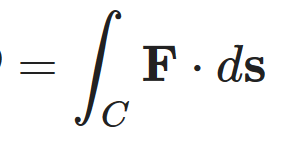 = ∫_C F · ds